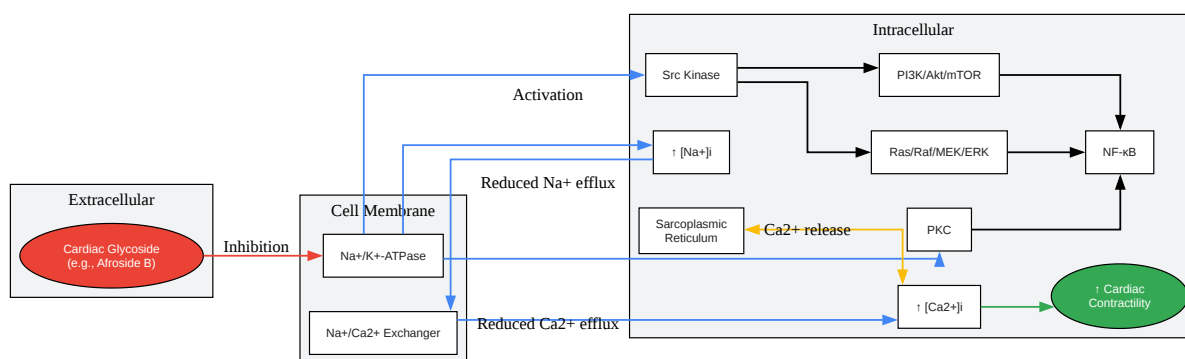 Intracellular
Src Kinase
PI3K/Akt/mTOR
Activation
↑ [Na+]i
Ras/Raf/MEK/ERK
NF-κB
Reduced Na+ efflux
Extracellular
Cell Membrane
Cardiac Glycoside
(e.g., Afroside B)
Inhibition
Na+/K+-ATPase
Sarcoplasmic
Reticulum
Ca2+ release
PKC
↑ Cardiac
Contractility
↑ [Ca2+]i
Na+/Ca2+ Exchanger
Reduced Ca2+ efflux